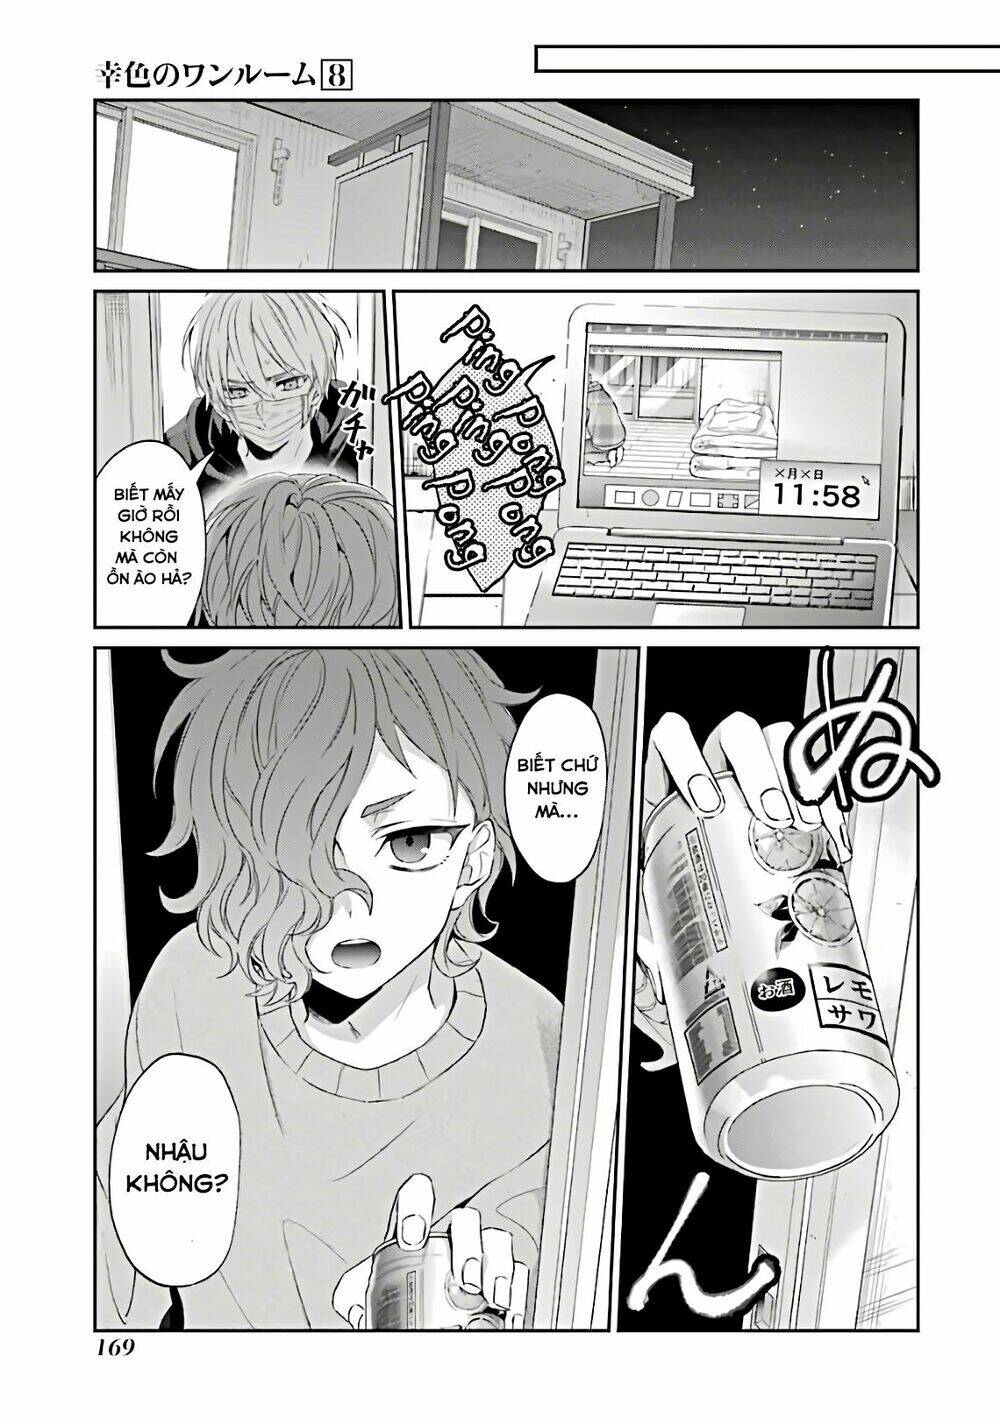 幸色のワンルーム 8
Ping Pong
Ping Pong
Ping Pong
×月×日
11:58
ガチャ
BIẾT MẤY
GIỜ RỒI
KHÔNG
MÀ CÒN
ỒN ÀO HẢ?
ぬ
ん
お酒
レモ
サワ
BIẾT CHỨ
NHƯNG
MÀ...
NHẬU
KHÔNG?
169